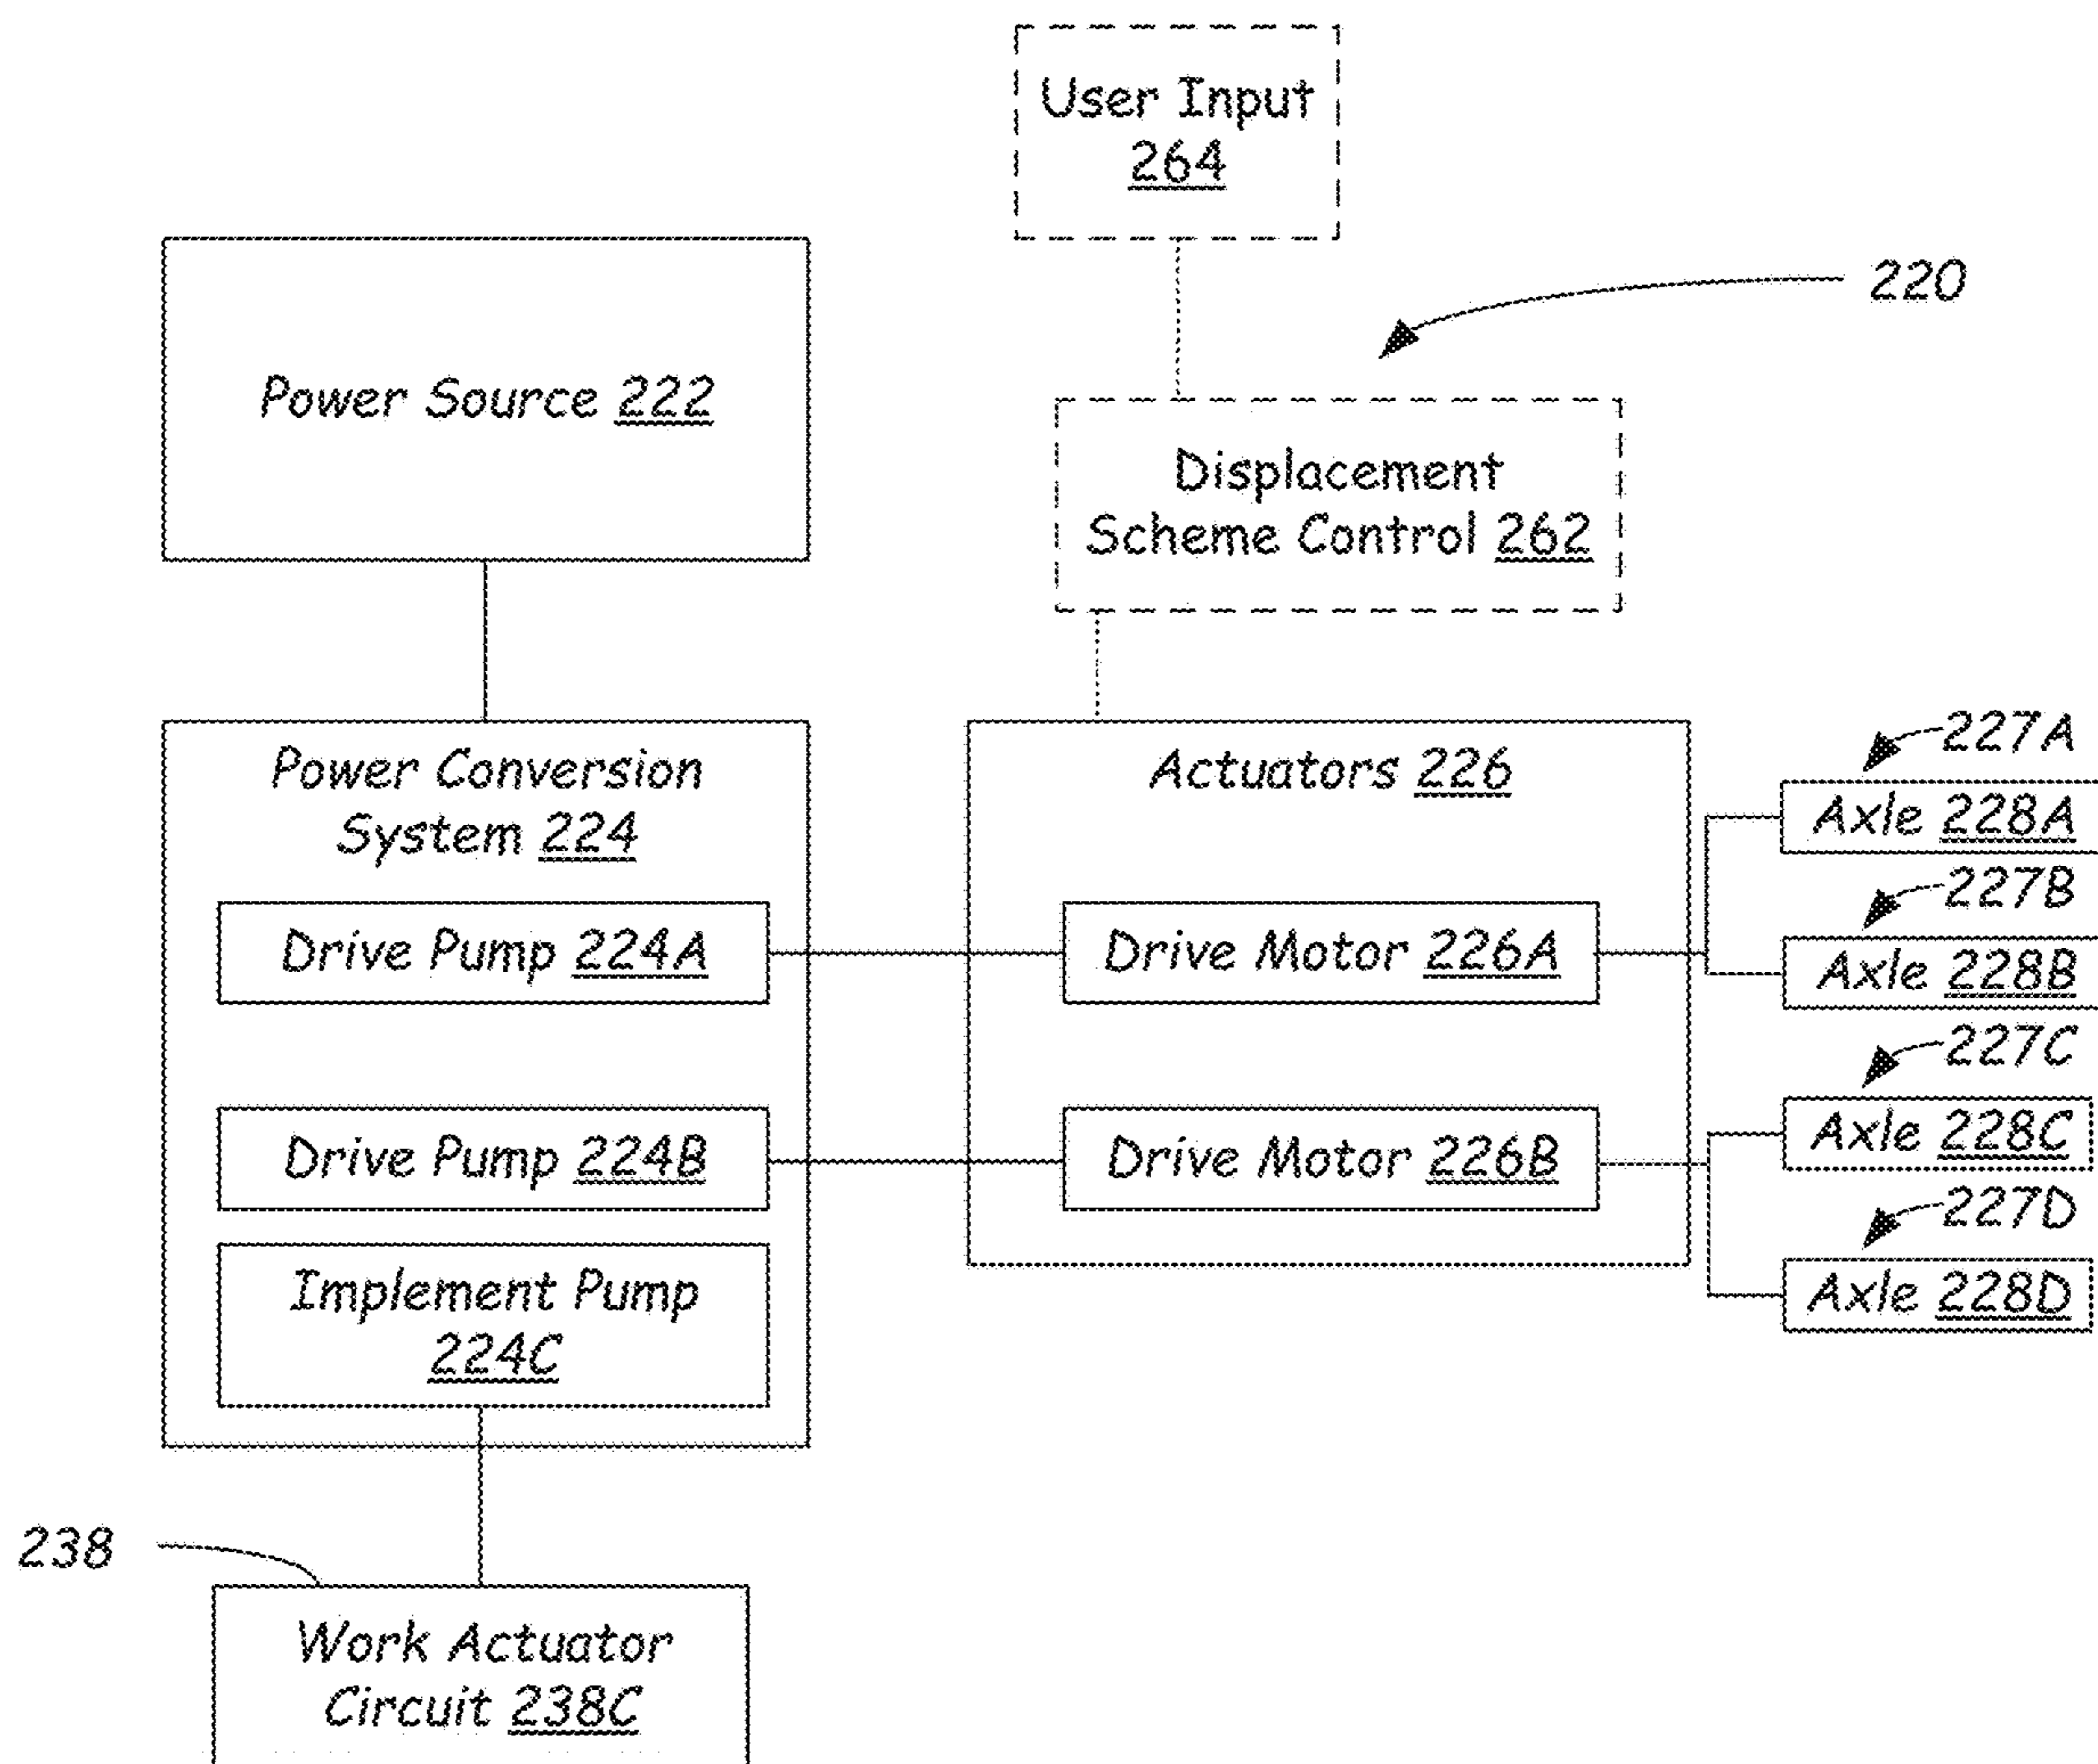 User Input
264
220
Power Source 222
Displacement
Scheme Control 262
Power Conversion
System 224
Actuators 226
227A
Axle 228A
227B
Drive Pump 224A
Drive Motor 226A
Axle 228B
227C
Drive Pump 224B
Drive Motor 226B
Axle 228C
227D
Implement Pump
224C
Axle 228D
238
Work Actuator
Circuit 238C